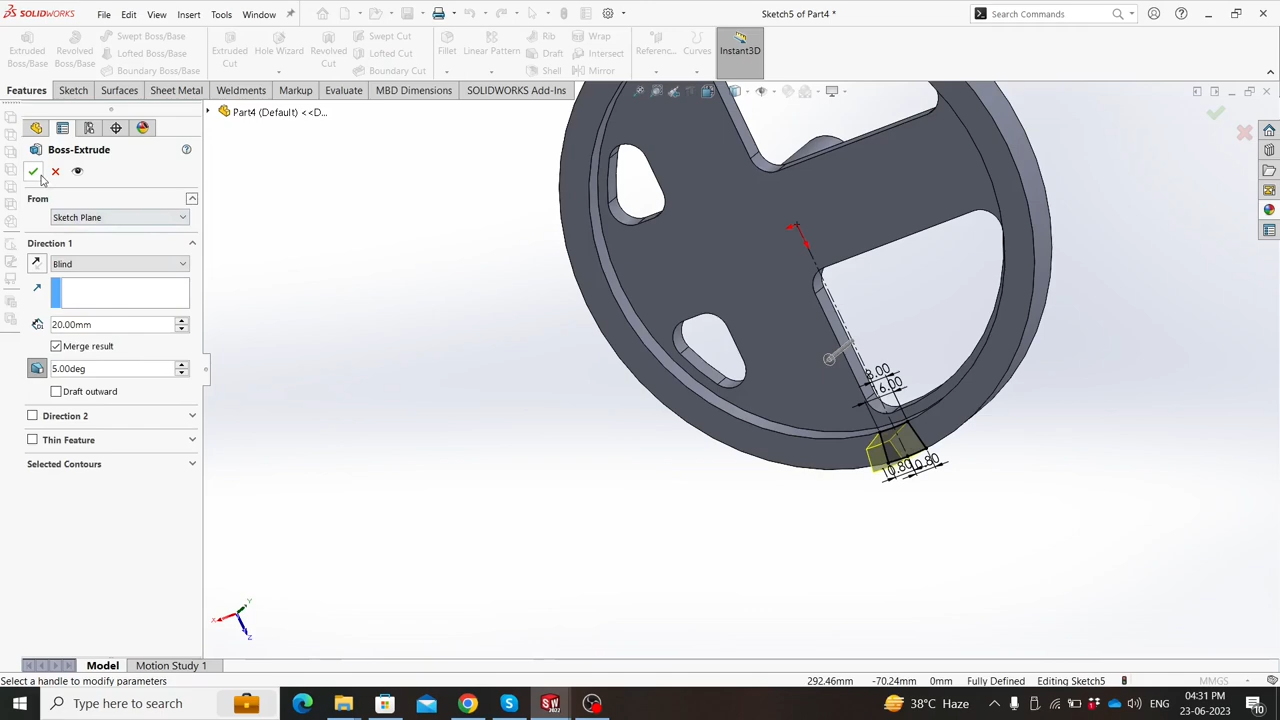 SOLIDWORKS File Edit View Insert Tools Window Sketch5 of Part4 * Search Commands
Extruded Boss/Base Revolved Boss/Base Swept Boss/Base Lofted Boss/Base Boundary Boss/Base Extruded Cut Hole Wizard Revolved Cut Swept Cut Lofted Cut Boundary Cut Fillet Linear Pattern Rib Draft Shell Wrap Intersect Mirror Referenc... Curves Instant3D
Features Sketch Surfaces Sheet Metal Weldments Markup Evaluate MBD Dimensions SOLIDWORKS Add-Ins
Part4 (Default) <<D...
Boss-Extrude
From
Sketch Plane
Direction 1
Blind
20.00mm
Merge result
5.00deg
Draft outward
Direction 2
Thin Feature
Selected Contours
10.80
10.80
X Y Z
Model Motion Study 1
Select a handle to modify parameters 292.46mm -70.24mm 0mm Fully Defined Editing Sketch5 MMGS
Type here to search 38°C Haze 04:31 PM
23-06-2023